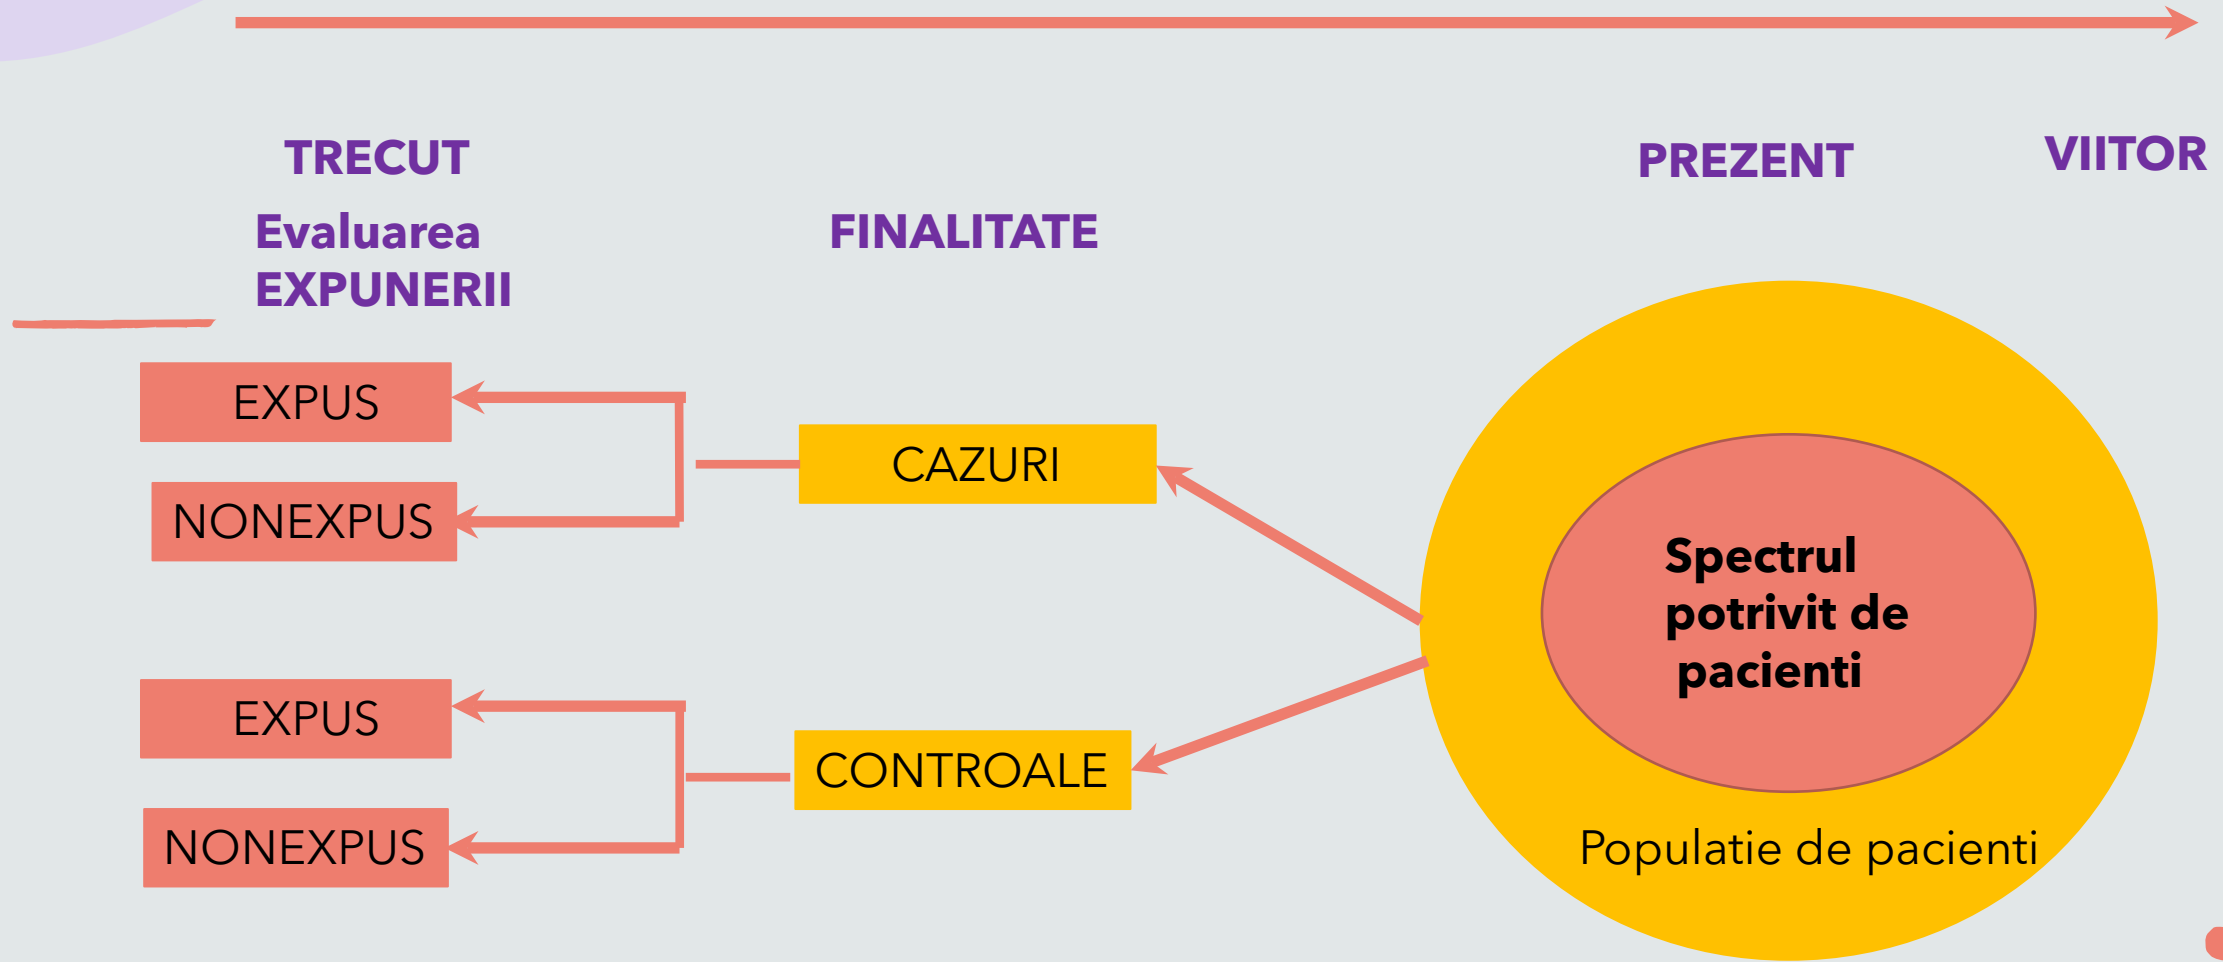 TRECUT
PREZENT
VIITOR
Evaluarea
EXPUNERII
FINALITATE
EXPUS
NONEXPUS
CAZURI
EXPUS
NONEXPUS
CONTROALE
Spectrul
potrivit de
pacienti
Populatie de pacienti